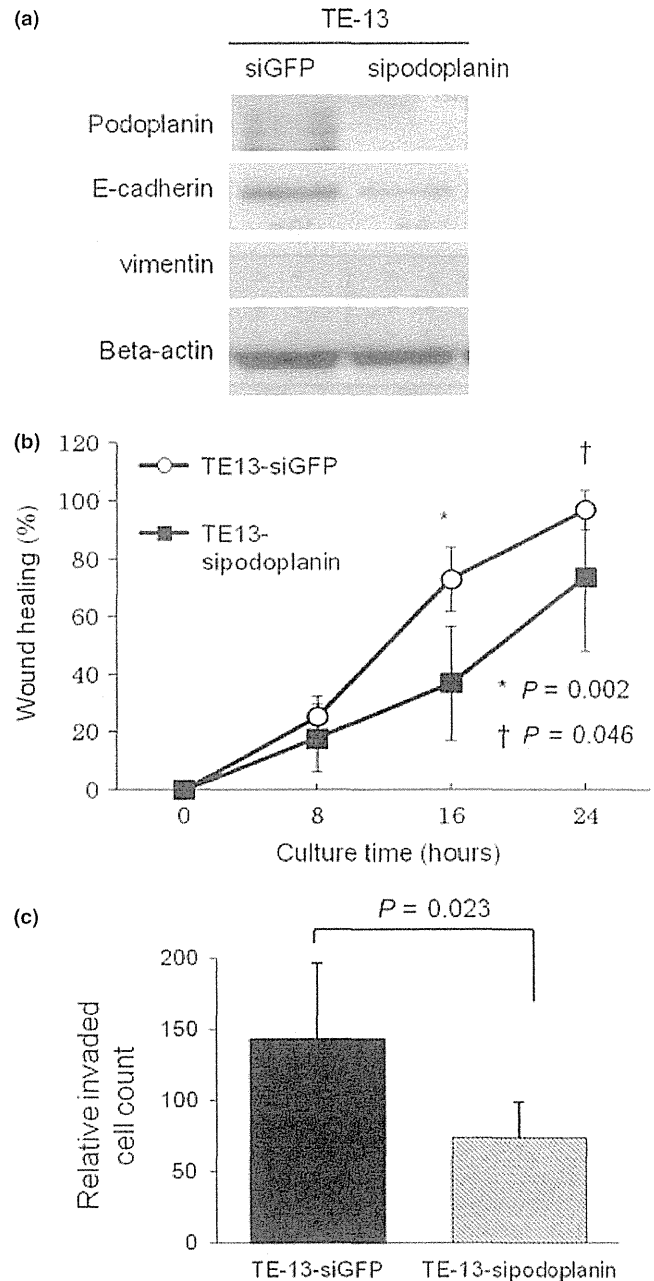 (a)
TE-13
siGFP sipodoplanin
Podoplanin
E-cadherin
vimentin
Beta-actin
(b)
120
100
80
60
40
20
0
Wound healing (%)
TE13-siGFP
TE13-
sipodoplanin
*
†
* P = 0.002
† P = 0.046
0 8 16 24
Culture time (hours)
(c)
P = 0.023
200
150
100
50
0
Relative invaded
cell count
TE-13-siGFP TE-13-sipodoplanin